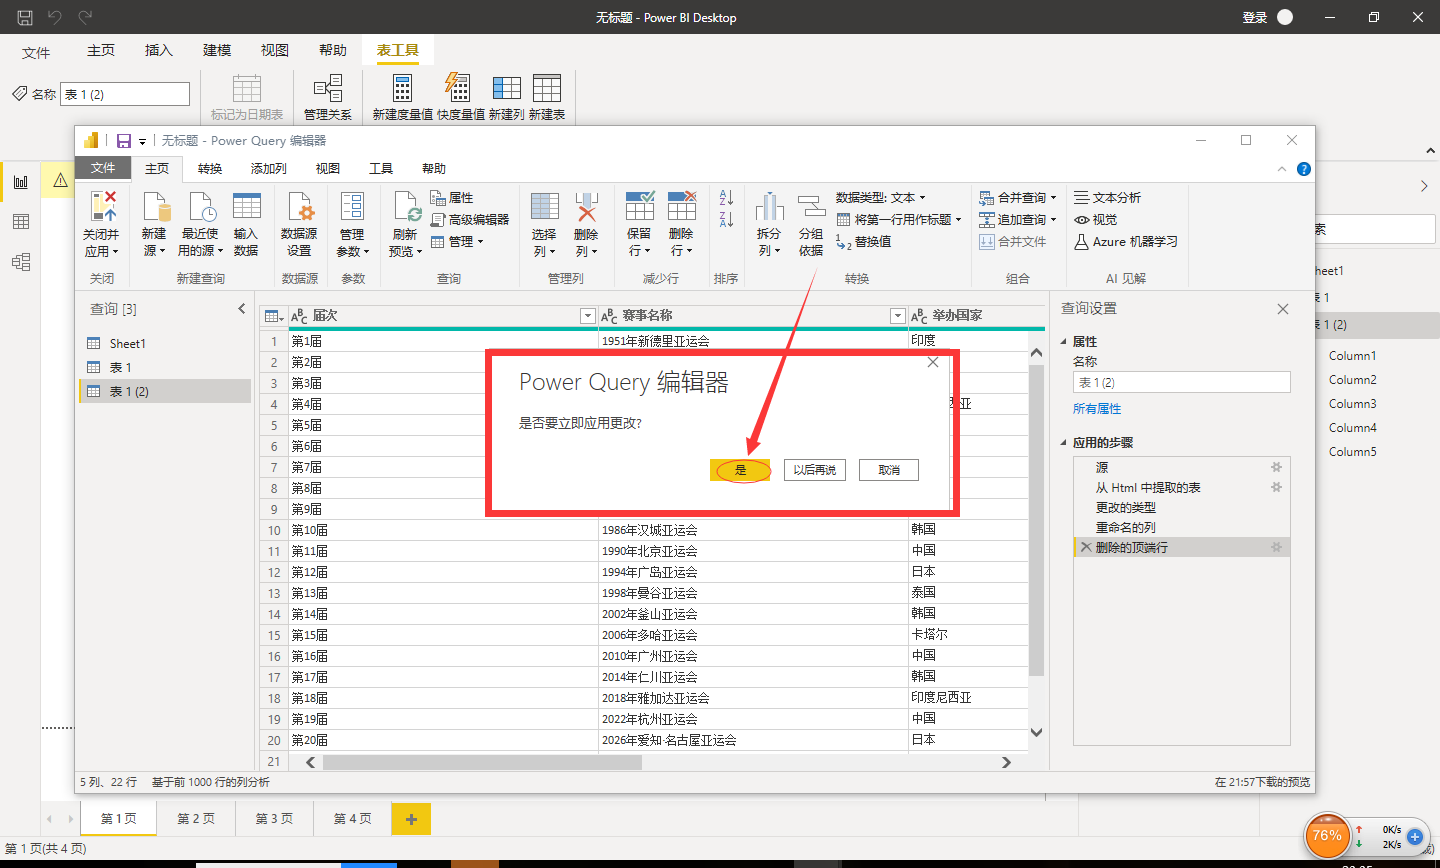 无标题 - Power BI Desktop
登录
文件 主页 插入 建模 视图 帮助 表工具
名称 表 1 (2)
标记为日期表 管理关系 新建度量值 快度量值 新建列 新建表
无标题 - Power Query 编辑器
文件 主页 转换 添加列 视图 工具 帮助
关闭并应用 新建源 最近使用的源 输入数据 数据源设置 管理参数 刷新预览
属性
高级编辑器
管理
选择列 删除列 保留行 删除行 拆分列 分组依据
数据类型: 文本
将第一行用作标题
替换值
合并查询
追加查询
合并文件
文本分析
视觉
Azure 机器学习
关闭 新建查询 数据源 参数 查询 管理列 减少行 排序 转换 组合 AI 见解
查询 [3]
Sheet1
表 1
表 1 (2)
届次 赛事名称 举办国家
1 第1届 1951年新德里亚运会 印度
2 第2届
3 第3届
4 第4届 西亚
5 第5届
6 第6届
7 第7届
8 第8届
9 第9届
10 第10届 1986年汉城亚运会 韩国
11 第11届 1990年北京亚运会 中国
12 第12届 1994年广岛亚运会 日本
13 第13届 1998年曼谷亚运会 泰国
14 第14届 2002年釜山亚运会 韩国
15 第15届 2006年多哈亚运会 卡塔尔
16 第16届 2010年广州亚运会 中国
17 第17届 2014年仁川亚运会 韩国
18 第18届 2018年雅加达亚运会 印度尼西亚
19 第19届 2022年杭州亚运会 中国
20 第20届 2026年爱知·名古屋亚运会 日本
21
Power Query 编辑器
是否要立即应用更改?
是 以后再说 取消
查询设置
属性
名称
表 1 (2)
所有属性
应用的步骤
源
从 Html 中提取的表
更改的类型
重命名的列
删除的顶端行
索
heet1
表 1
表 1 (2)
Column1
Column2
Column3
Column4
Column5
5 列、22 行 基于前 1000 行的列分析
在 21:57下载的预览
第 1 页 第 2 页 第 3 页 第 4 页
第 1 页(共 4 页)
76%
0K/s
2K/s